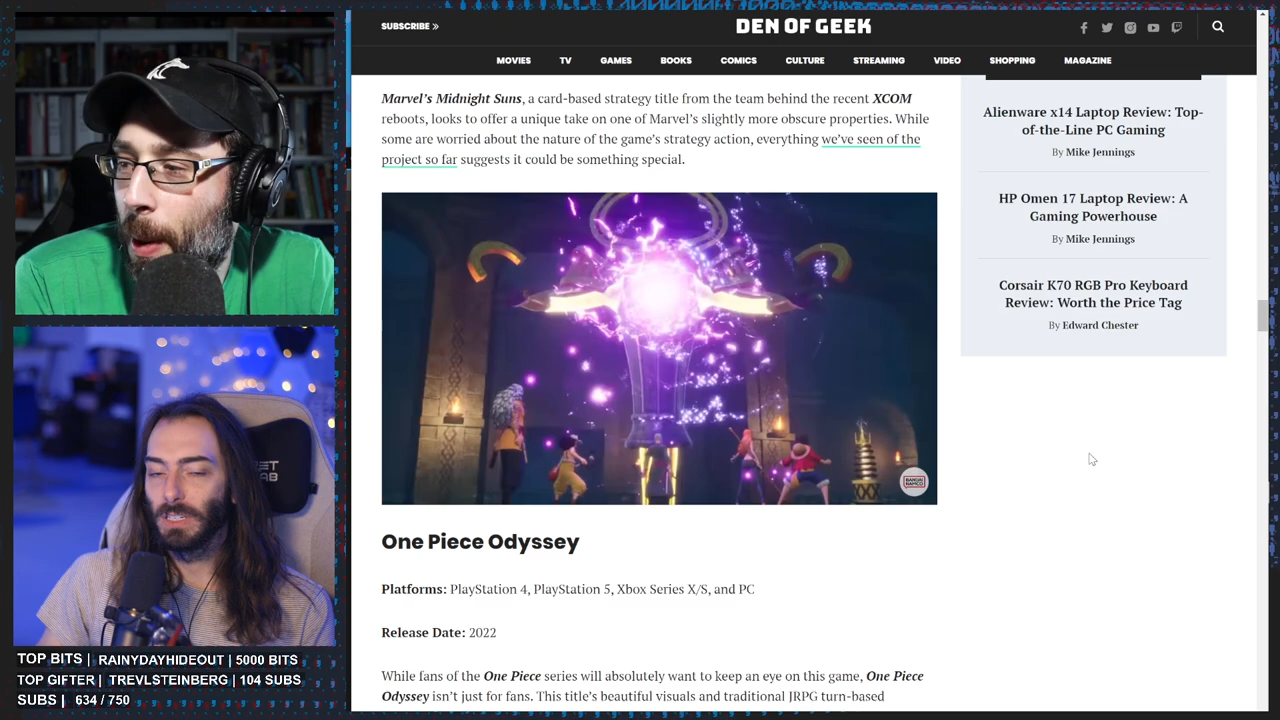 SUBSCRIBE »
DEN OF GEEK
MOVIES TV GAMES BOOKS COMICS CULTURE STREAMING VIDEO SHOPPING MAGAZINE
Marvel's Midnight Suns, a card-based strategy title from the team behind the recent XCOM
reboots, looks to offer a unique take on one of Marvel's slightly more obscure properties. While
some are worried about the nature of the game's strategy action, everything we've seen of the
project so far suggests it could be something special.
BANDAI
NAMCO
One Piece Odyssey
Platforms: PlayStation 4, PlayStation 5, Xbox Series X/S, and PC
Release Date: 2022
While fans of the One Piece series will absolutely want to keep an eye on this game, One Piece
Odyssey isn't just for fans. This title's beautiful visuals and traditional JRPG turn-based
Alienware x14 Laptop Review: Top-
of-the-Line PC Gaming
By Mike Jennings
HP Omen 17 Laptop Review: A
Gaming Powerhouse
By Mike Jennings
Corsair K70 RGB Pro Keyboard
Review: Worth the Price Tag
By Edward Chester
TOP BITS | RAINYDAYHIDEOUT | 5000 BITS
TOP GIFTER | TREVLSTEINBERG | 104 SUBS
SUBS | 634 / 750